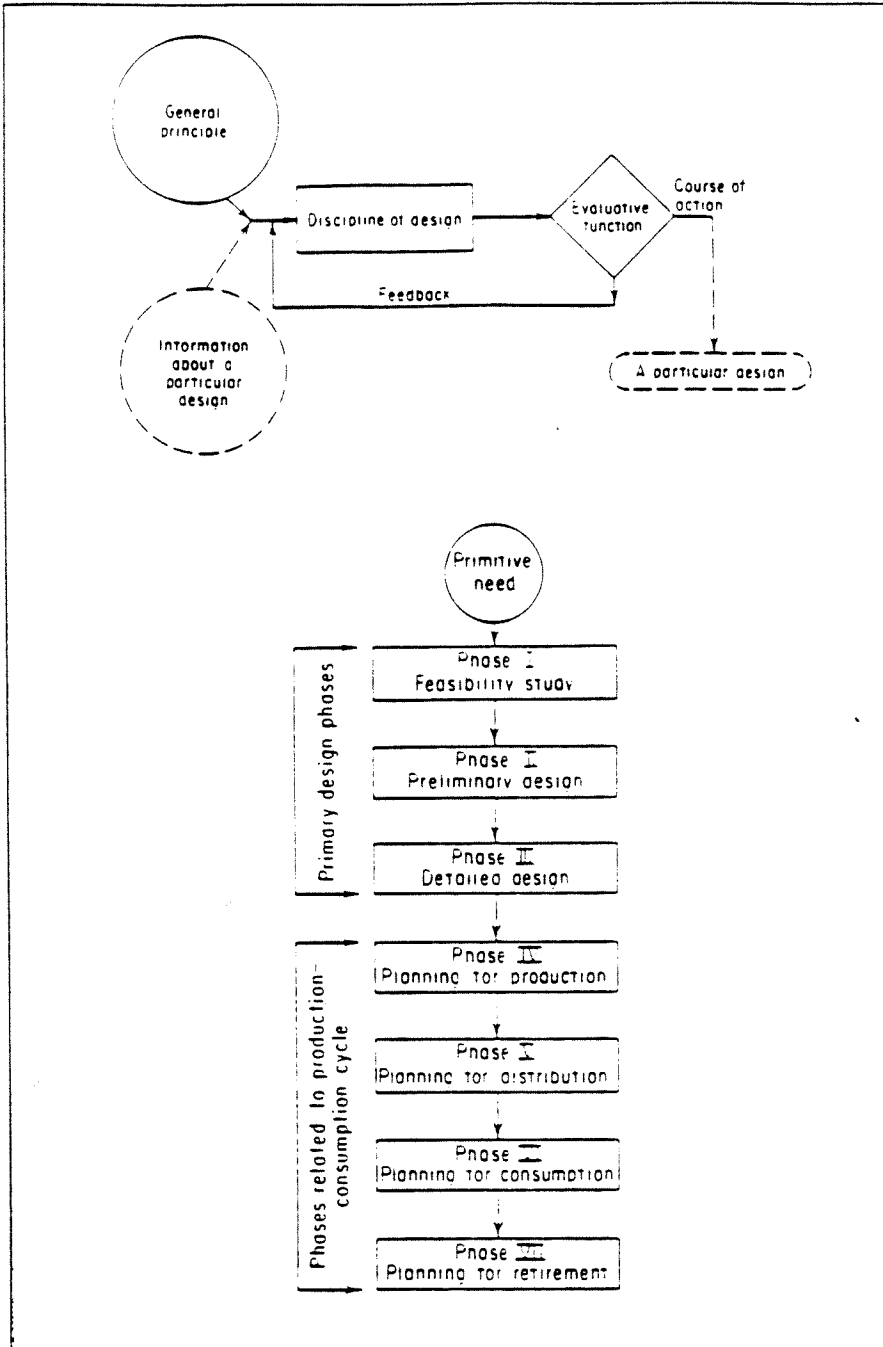 General
principle
Discipline of design
Evaluative
function
Course of
action
Feedback
Information
about a
particular
design
A particular design
Primitive
need
Primary design phases
Phase I
Feasibility study
Phase
Preliminary design
Phase III
Detailed design
Phases related to production-
consumption cycle
Phase IV
Planning for production
Phase V
Planning for distribution
Phase
Planning for consumption
Phase VII
Planning for retirement